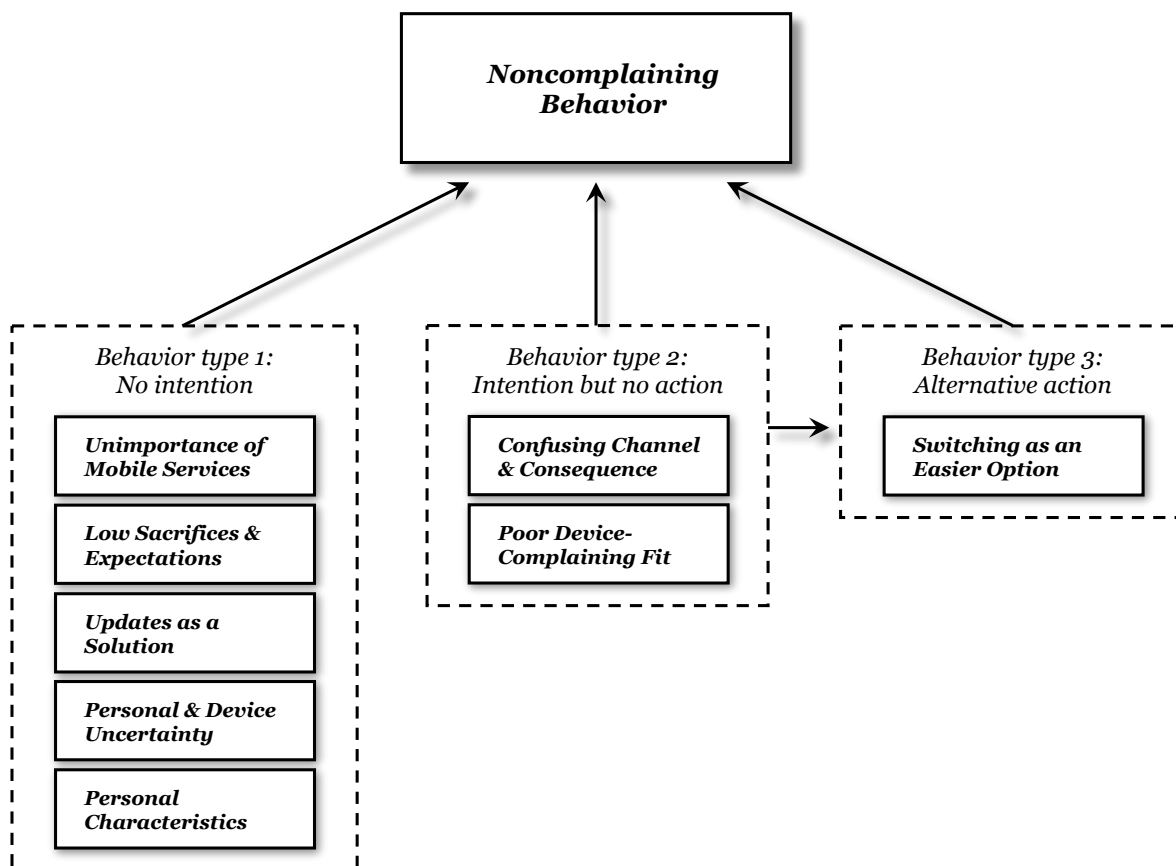 Noncomplaining
Behavior
Behavior type 1:
No intention
Unimportance of
Mobile Services
Low Sacrifices &
Expectations
Updates as a
Solution
Personal & Device
Uncertainty
Personal
Characteristics
Behavior type 2:
Intention but no action
Confusing Channel
& Consequence
Poor Device-
Complaining Fit
Behavior type 3:
Alternative action
Switching as an
Easier Option